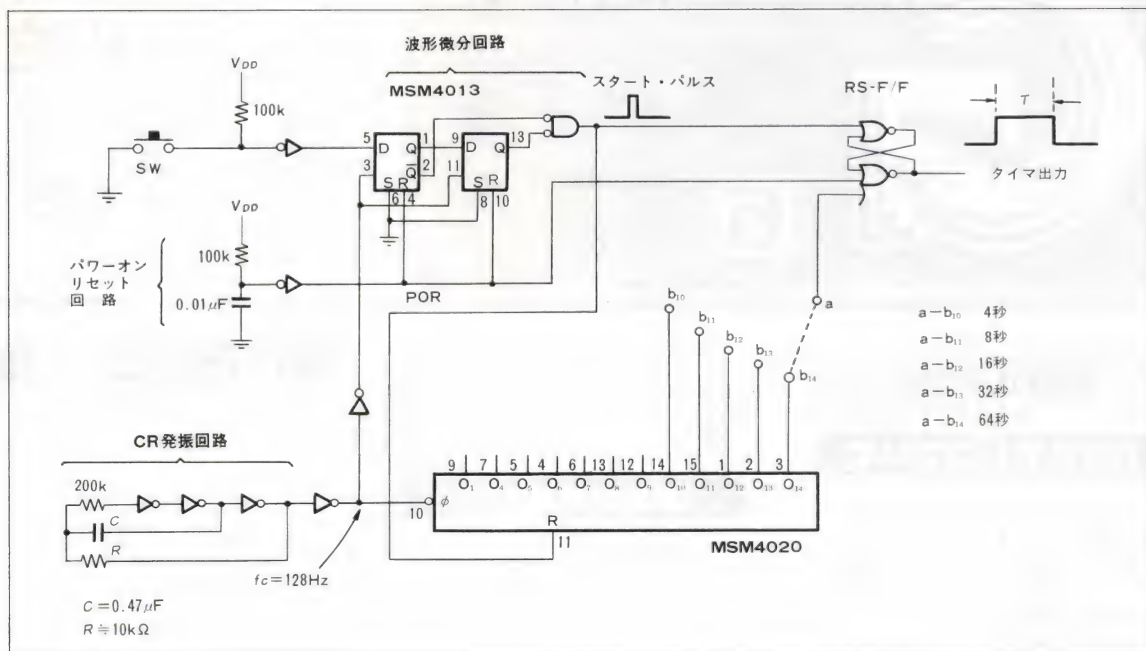 波形微分回路
MSM4013
スタート・パルス
RS-F/F
VDD
100k
SW
5 D Q 1
3 Q̄ 2
S R
6 4
9 D Q 13
11
S R
8 10
T
タイマ出力
VDD
100k
パワーオン
リセット
回路
0.01μF
POR
a
b10
b11
b12
b13
b14
a−b10 4秒
a−b11 8秒
a−b12 16秒
a−b13 32秒
a−b14 64秒
CR発振回路
200k
C
R
9 7 5 4 6 13 12 14 15 1 2 3
O1 O4 O5 O6 O7 O8 O9 O10 O11 O12 O13 O14
10 φ
R
11
MSM4020
fc=128Hz
C=0.47μF
R≒10kΩ